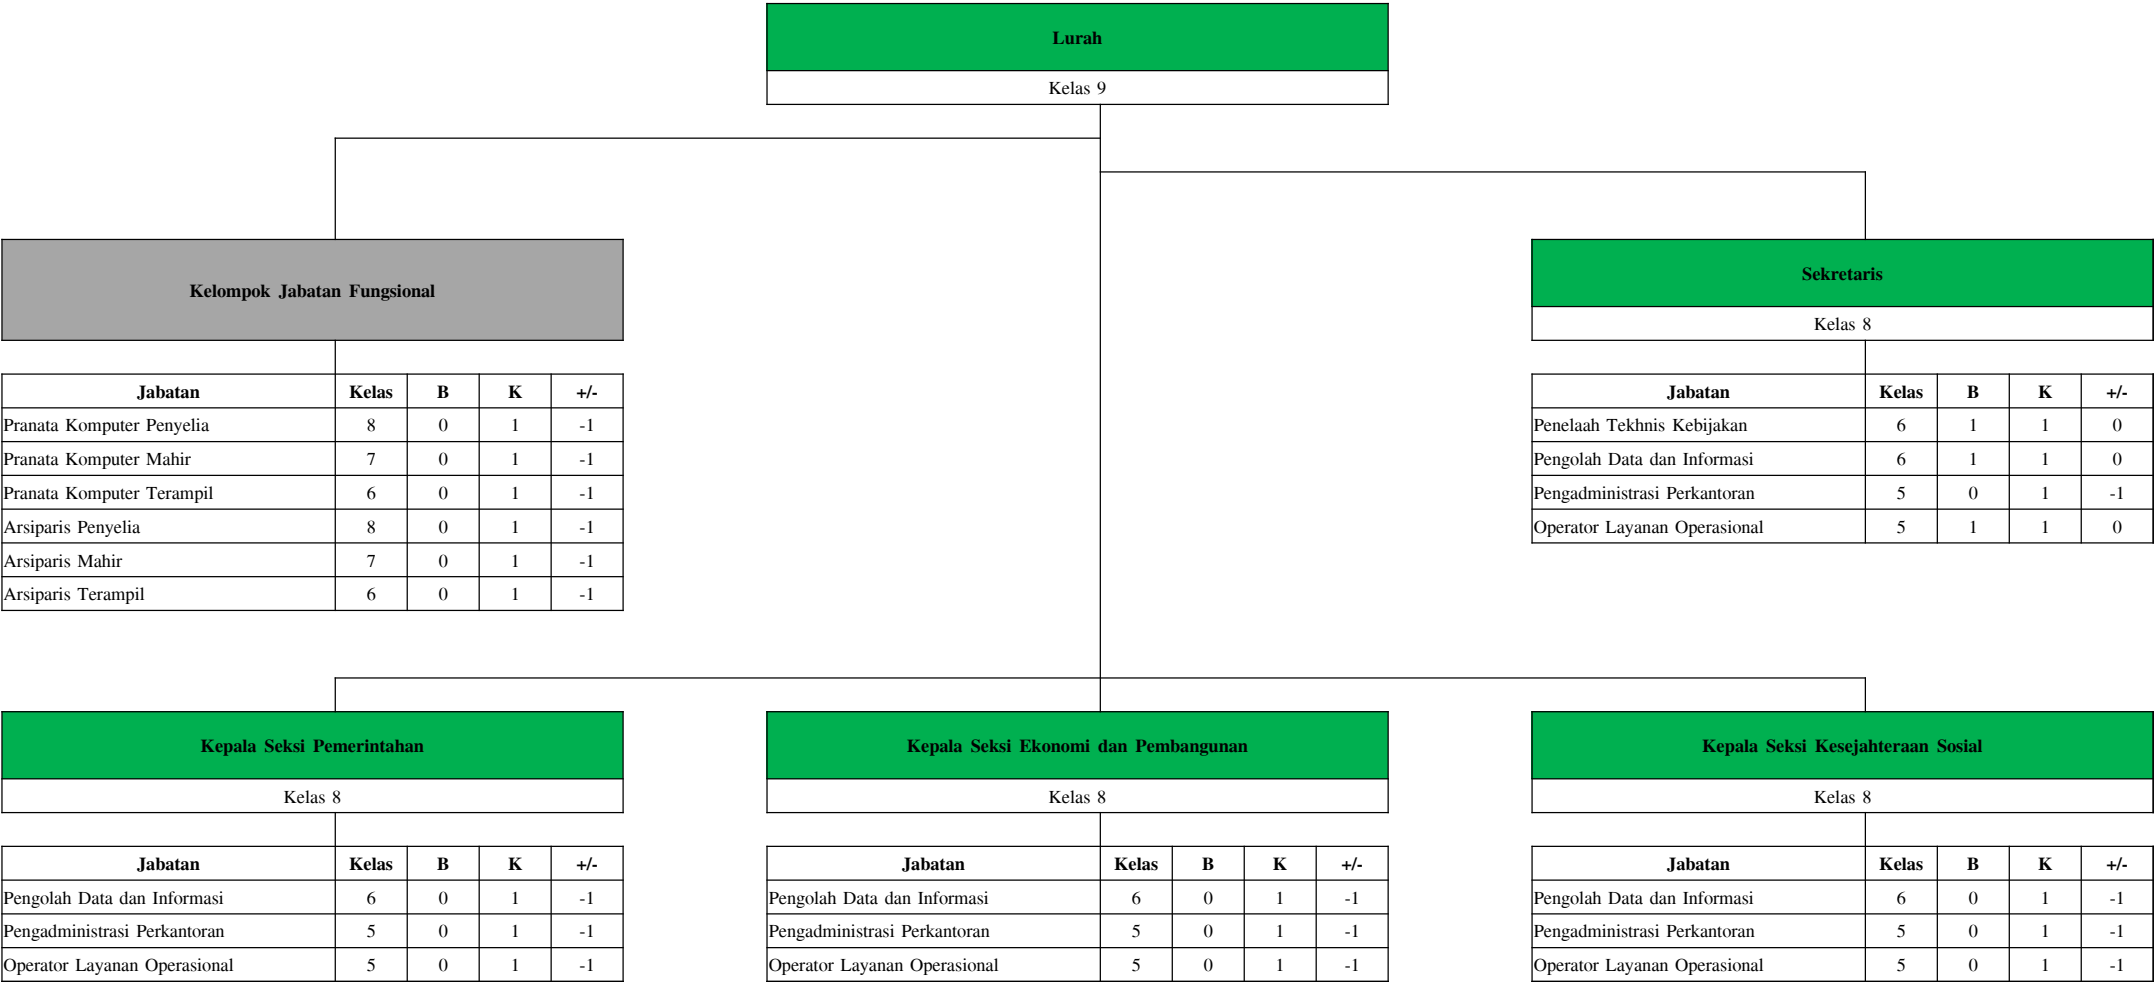 Lurah
Kelas 9
Kelompok Jabatan Fungsional
Jabatan Kelas B K +/-
Pranata Komputer Penyelia 8 0 1 -1
Pranata Komputer Mahir 7 0 1 -1
Pranata Komputer Terampil 6 0 1 -1
Arsiparis Penyelia 8 0 1 -1
Arsiparis Mahir 7 0 1 -1
Arsiparis Terampil 6 0 1 -1
Sekretaris
Kelas 8
Jabatan Kelas B K +/-
Penelaah Tekhnis Kebijakan 6 1 1 0
Pengolah Data dan Informasi 6 1 1 0
Pengadministrasi Perkantoran 5 0 1 -1
Operator Layanan Operasional 5 1 1 0
Kepala Seksi Pemerintahan
Kelas 8
Jabatan Kelas B K +/-
Pengolah Data dan Informasi 6 0 1 -1
Pengadministrasi Perkantoran 5 0 1 -1
Operator Layanan Operasional 5 0 1 -1
Kepala Seksi Ekonomi dan Pembangunan
Kelas 8
Jabatan Kelas B K +/-
Pengolah Data dan Informasi 6 0 1 -1
Pengadministrasi Perkantoran 5 0 1 -1
Operator Layanan Operasional 5 0 1 -1
Kepala Seksi Kesejahteraan Sosial
Kelas 8
Jabatan Kelas B K +/-
Pengolah Data dan Informasi 6 0 1 -1
Pengadministrasi Perkantoran 5 0 1 -1
Operator Layanan Operasional 5 0 1 -1